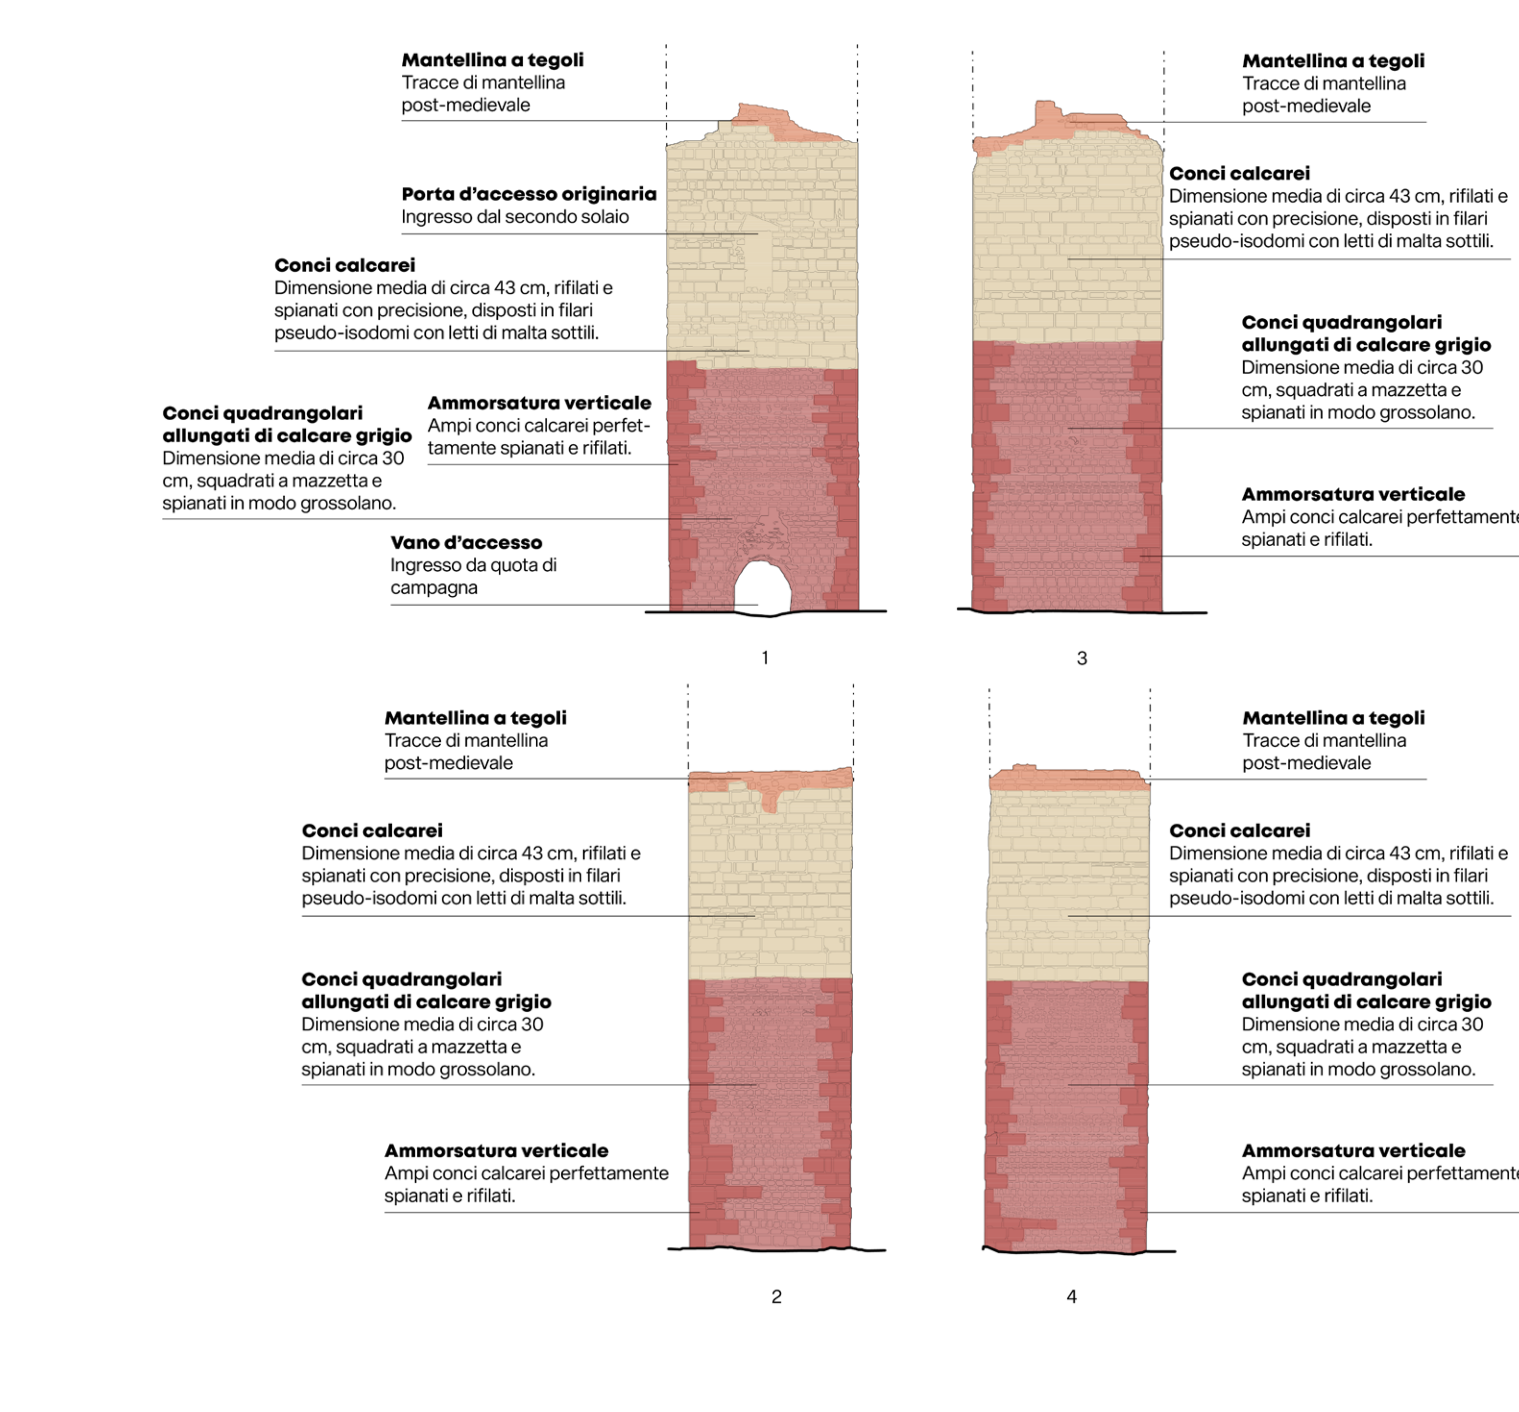 Mantellina a tegoli
Tracce di mantellina
post-medievale
Porta d'accesso originaria
Ingresso dal secondo solaio
Conci calcarei
Dimensione media di circa 43 cm, rifilati e
spianati con precisione, disposti in filari
pseudo-isodomi con letti di malta sottili.
Conci quadrangolari
allungati di calcare grigio
Dimensione media di circa 30
cm, squadrati a mazzetta e
spianati in modo grossolano.
Ammorsatura verticale
Ampi conci calcarei perfet-
tamente spianati e rifilati.
Vano d'accesso
Ingresso da quota di
campagna
1
Mantellina a tegoli
Tracce di mantellina
post-medievale
Conci calcarei
Dimensione media di circa 43 cm, rifilati e
spianati con precisione, disposti in filari
pseudo-isodomi con letti di malta sottili.
Conci quadrangolari
allungati di calcare grigio
Dimensione media di circa 30
cm, squadrati a mazzetta e
spianati in modo grossolano.
Ammorsatura verticale
Ampi conci calcarei perfettamente
spianati e rifilati.
3
Mantellina a tegoli
Tracce di mantellina
post-medievale
Conci calcarei
Dimensione media di circa 43 cm, rifilati e
spianati con precisione, disposti in filari
pseudo-isodomi con letti di malta sottili.
Conci quadrangolari
allungati di calcare grigio
Dimensione media di circa 30
cm, squadrati a mazzetta e
spianati in modo grossolano.
Ammorsatura verticale
Ampi conci calcarei perfettamente
spianati e rifilati.
2
Mantellina a tegoli
Tracce di mantellina
post-medievale
Conci calcarei
Dimensione media di circa 43 cm, rifilati e
spianati con precisione, disposti in filari
pseudo-isodomi con letti di malta sottili.
Conci quadrangolari
allungati di calcare grigio
Dimensione media di circa 30
cm, squadrati a mazzetta e
spianati in modo grossolano.
Ammorsatura verticale
Ampi conci calcarei perfettamente
spianati e rifilati.
4